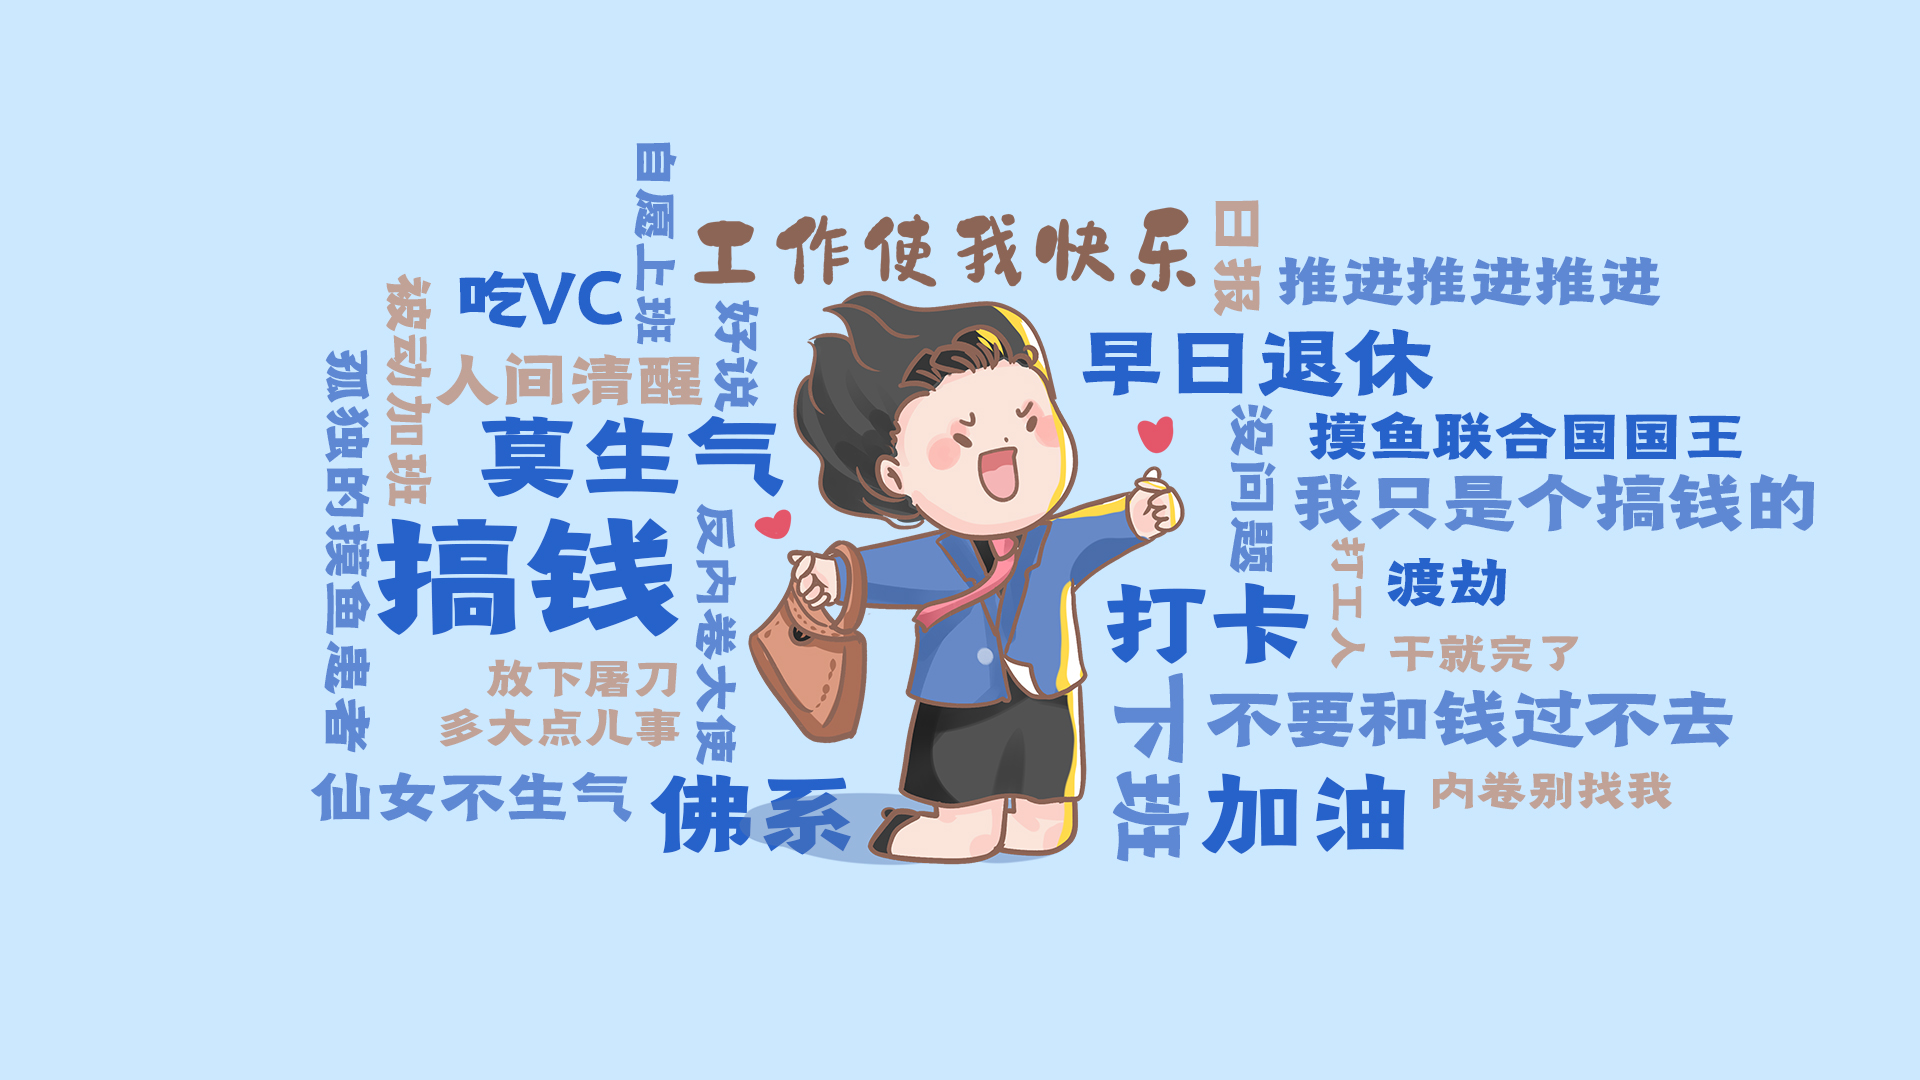 工作使我快乐
自愿上班
吃VC
被动加班
人间清醒
好说
孤独的摸鱼患者
莫生气
搞钱
反内卷大使
放下屠刀
多大点儿事
仙女不生气
佛系
日报
推进推进推进
早日退休
没问题
摸鱼联合国国王
我只是个搞钱的
打工人
渡劫
打卡
干就完了
下班
不要和钱过不去
加油
内卷别找我